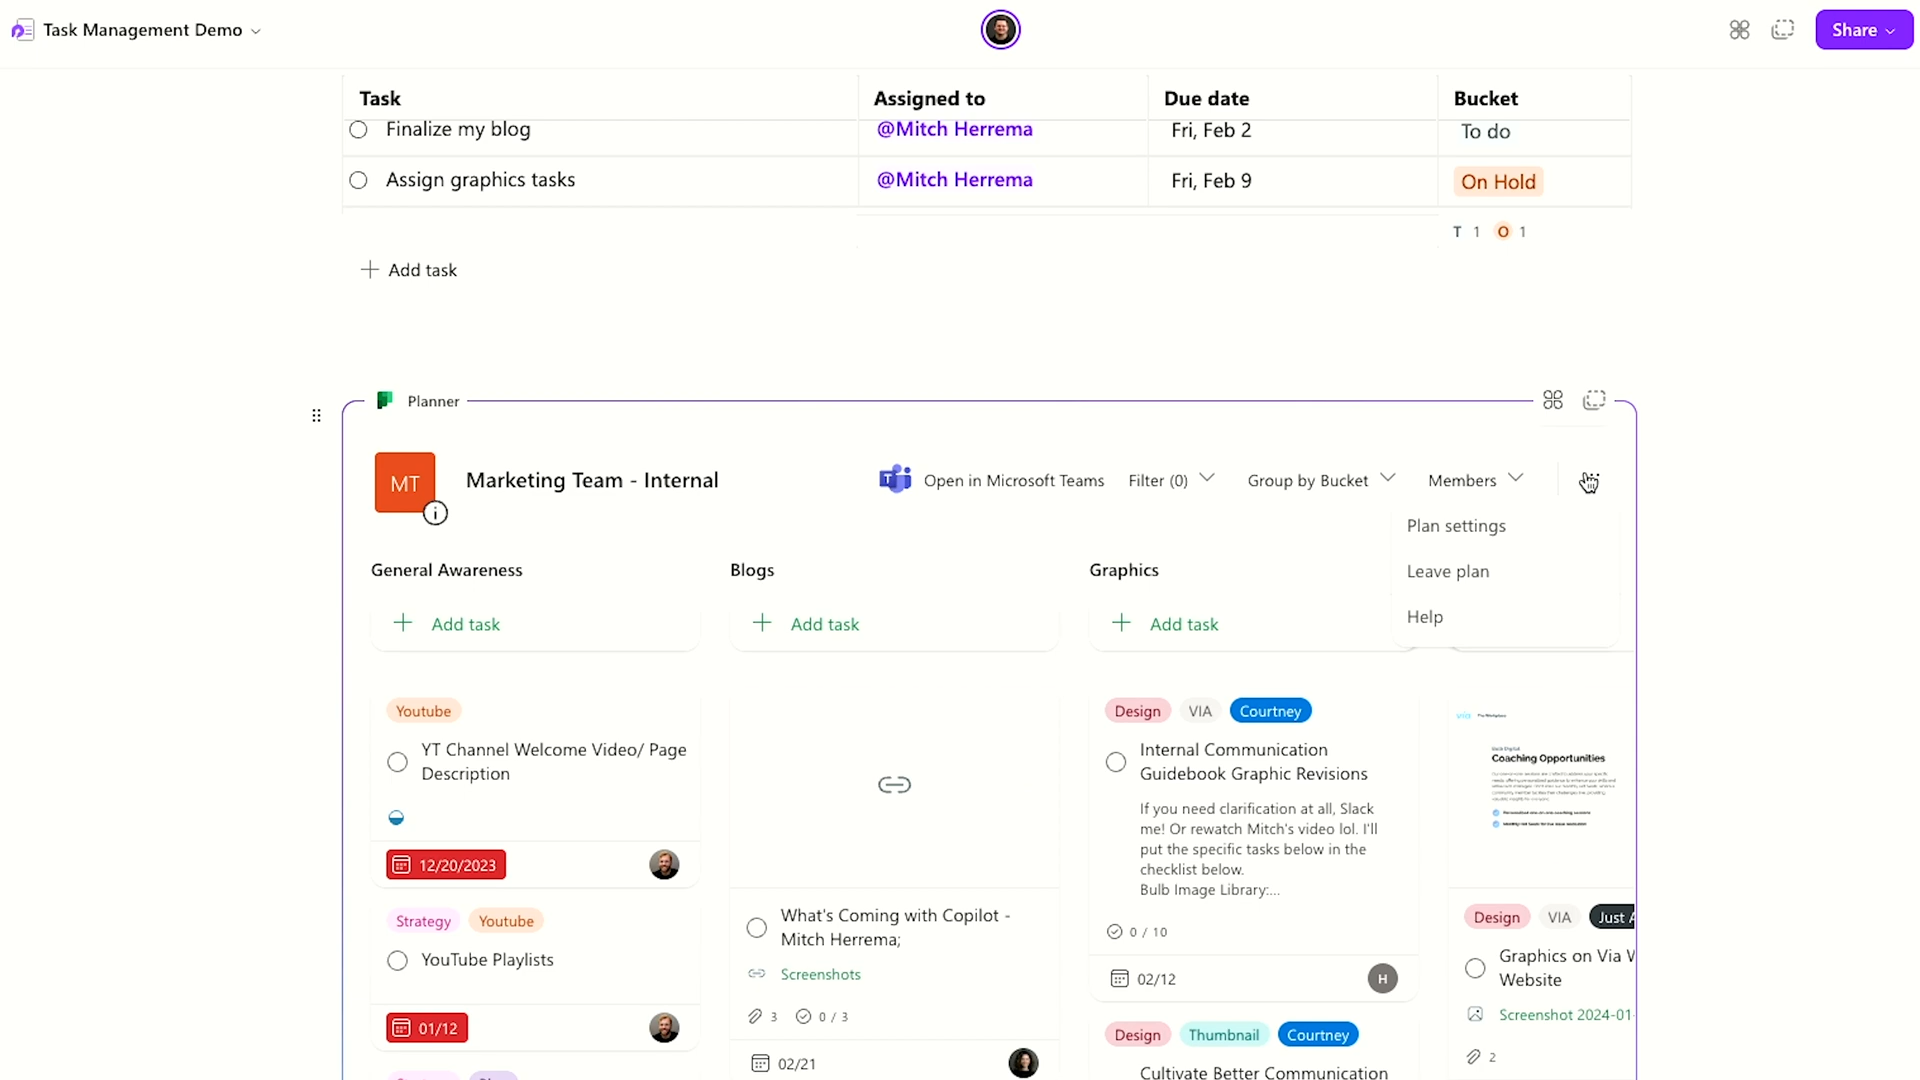 Task Management Demo
Share
Task
Assigned to
Due date
Bucket
Finalize my blog
@Mitch Herrema
Fri, Feb 2
To do
Assign graphics tasks
@Mitch Herrema
Fri, Feb 9
On Hold
T 1 O 1
Add task
Planner
MT
Marketing Team - Internal
Open in Microsoft Teams
Filter (0)
Group by Bucket
Members
Plan settings
Leave plan
Help
General Awareness
Add task
Youtube
YT Channel Welcome Video/ Page
Description
12/20/2023
Strategy Youtube
YouTube Playlists
01/12
Blogs
Add task
What's Coming with Copilot -
Mitch Herrema;
Screenshots
3 0 / 3
02/21
Graphics
Add task
Design VIA Courtney
Internal Communication
Guidebook Graphic Revisions
If you need clarification at all, Slack
me! Or rewatch Mitch's video lol. I'll
put the specific tasks below in the
checklist below.
Bulb Image Library:...
0 / 10
02/12
H
Design Thumbnail Courtney
Cultivate Better Communication
via
Coaching Opportunities
Design VIA Just
Graphics on Via
Website
Screenshot 2024-01-
2